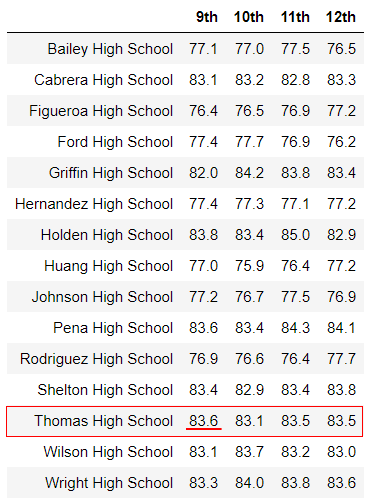 9th 10th 11th 12th
Bailey High School 77.1 77.0 77.5 76.5
Cabrera High School 83.1 83.2 82.8 83.3
Figueroa High School 76.4 76.5 76.9 77.2
Ford High School 77.4 77.7 76.9 76.2
Griffin High School 82.0 84.2 83.8 83.4
Hernandez High School 77.4 77.3 77.1 77.2
Holden High School 83.8 83.4 85.0 82.9
Huang High School 77.0 75.9 76.4 77.2
Johnson High School 77.2 76.7 77.5 76.9
Pena High School 83.6 83.4 84.3 84.1
Rodriguez High School 76.9 76.6 76.4 77.7
Shelton High School 83.4 82.9 83.4 83.8
Thomas High School 83.6 83.1 83.5 83.5
Wilson High School 83.1 83.7 83.2 83.0
Wright High School 83.3 84.0 83.8 83.6